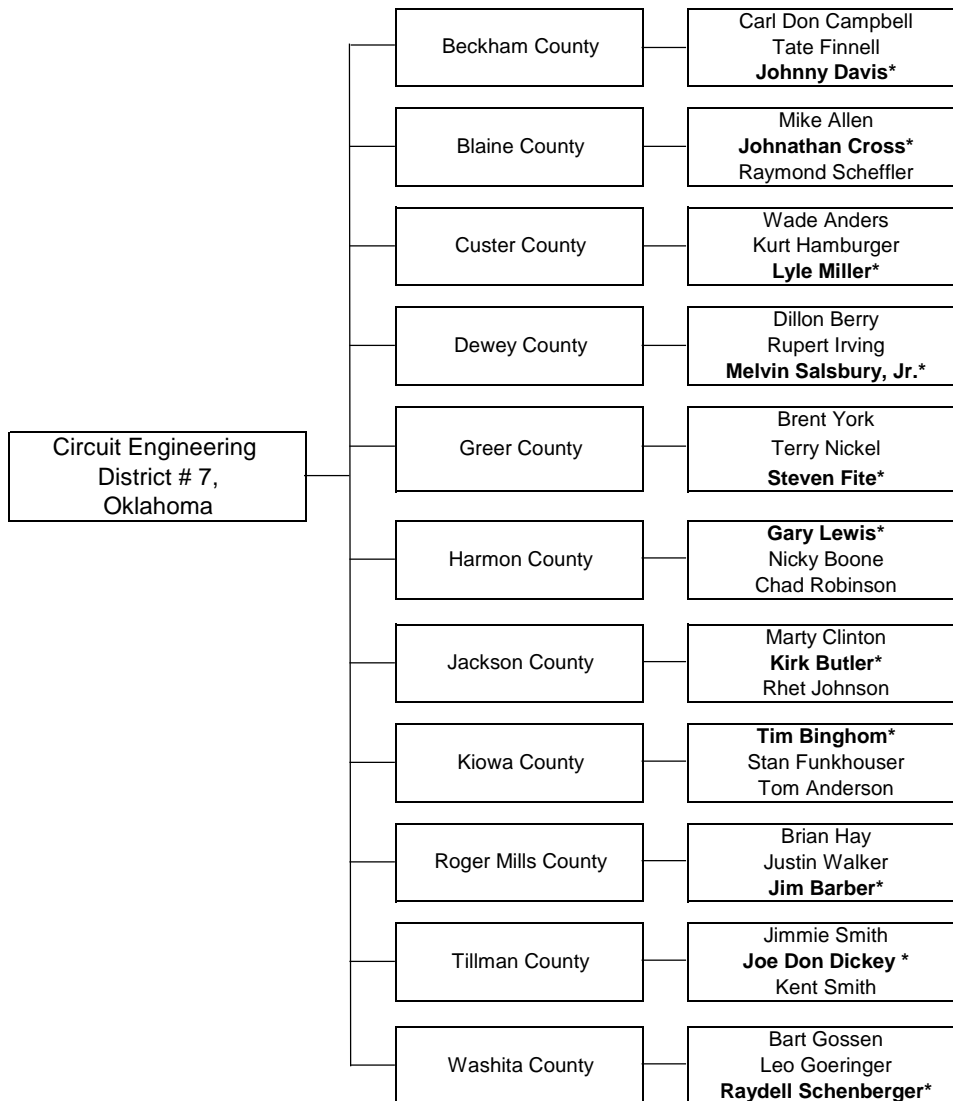 Circuit Engineering
District # 7,
Oklahoma
Beckham County
Carl Don Campbell
Tate Finnell
Johnny Davis*
Blaine County
Mike Allen
Johnathan Cross*
Raymond Scheffler
Custer County
Wade Anders
Kurt Hamburger
Lyle Miller*
Dewey County
Dillon Berry
Rupert Irving
Melvin Salsbury, Jr.*
Greer County
Brent York
Terry Nickel
Steven Fite*
Harmon County
Gary Lewis*
Nicky Boone
Chad Robinson
Jackson County
Marty Clinton
Kirk Butler*
Rhet Johnson
Kiowa County
Tim Binghom*
Stan Funkhouser
Tom Anderson
Roger Mills County
Brian Hay
Justin Walker
Jim Barber*
Tillman County
Jimmie Smith
Joe Don Dickey *
Kent Smith
Washita County
Bart Gossen
Leo Goeringer
Raydell Schenberger*